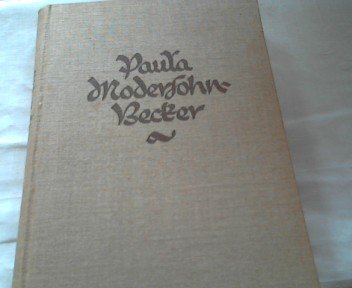 Paula
Modersohn-
Becker